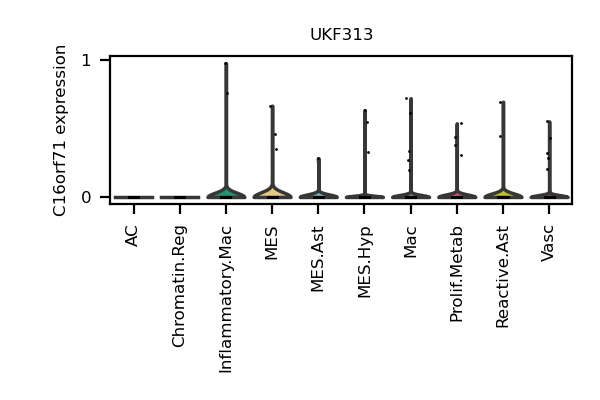 UKF313
C16orf71 expression
1
0
AC
Chromatin.Reg
Inflammatory.Mac
MES
MES.Ast
MES.Hyp
Mac
Prolif.Metab
Reactive.Ast
Vasc